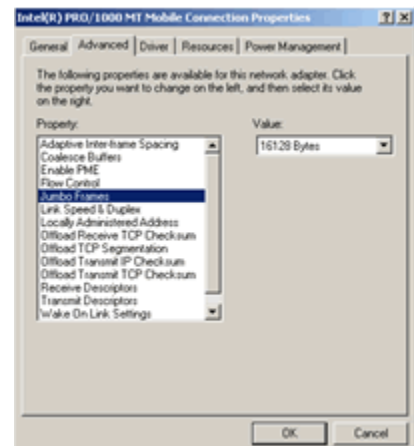 Intel(R) PRO/1000 MT Mobile Connection Properties
General Advanced Driver Resources Power Management
The following properties are available for this network adapter. Click
the property you want to change on the left, and then select its value
on the right.
Property: Value:
Adaptive Inter-frame Spacing 16128 Bytes
Coalesce Buffers
Enable PME
Flow Control
Jumbo Frames
Link Speed & Duplex
Locally Administered Address
Offload Receive TCP Checksum
Offload TCP Segmentation
Offload Transmit IP Checksum
Offload Transmit TCP Checksum
Receive Descriptors
Transmit Descriptors
Wake On Link Settings
OK Cancel